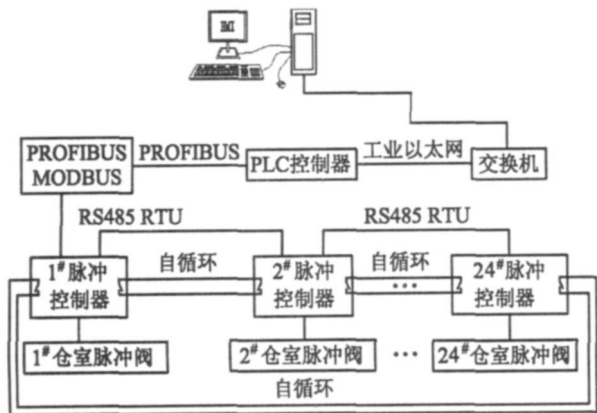 PROFIBUS
MODBUS
PROFIBUS
PLC控制器
工业以太网
交换机
RS485 RTU
RS485 RTU
1#脉冲
控制器
自循环
2#脉冲
控制器
自循环
...
24#脉冲
控制器
1#仓室脉冲阀
2#仓室脉冲阀
...
24#仓室脉冲阀
自循环